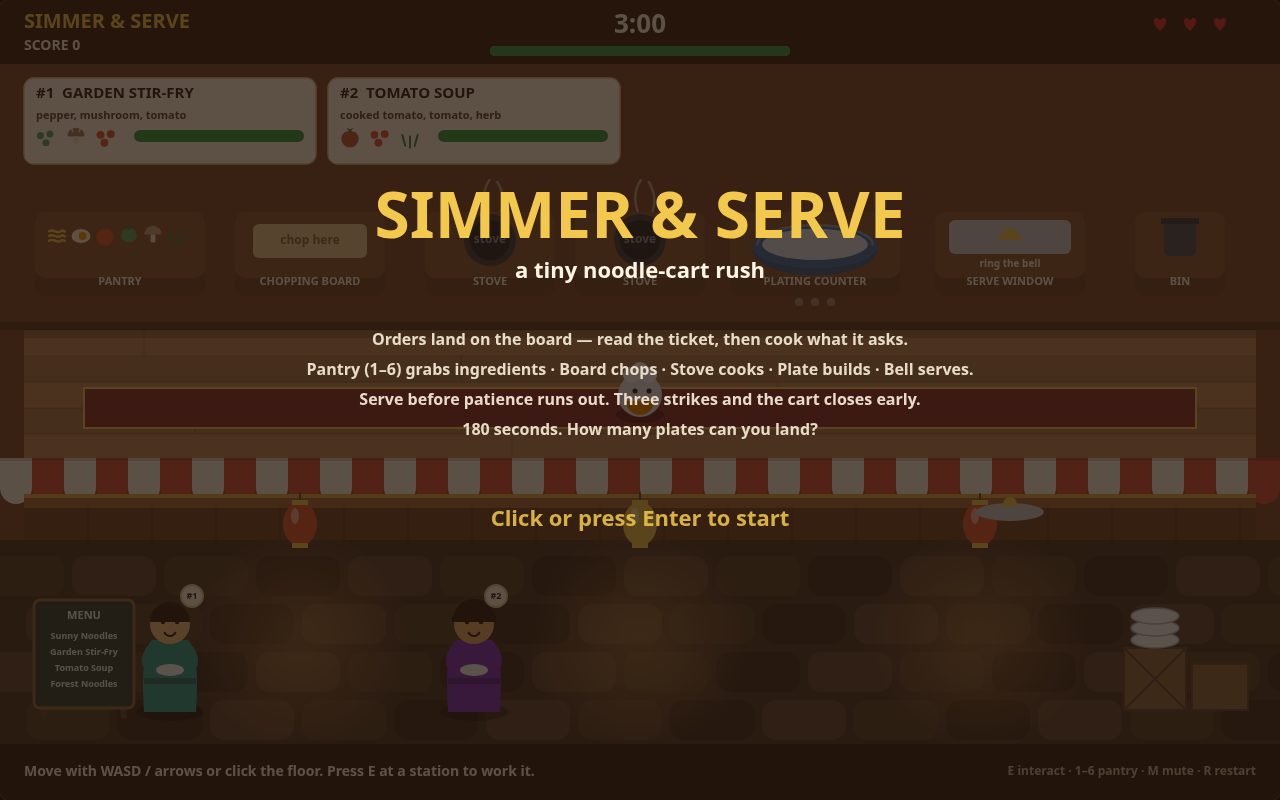 SIMMER & SERVE
SCORE 0
3:00
#1 GARDEN STIR-FRY
pepper, mushroom, tomato
#2 TOMATO SOUP
cooked tomato, tomato, herb
SIMMER & SERVE
a tiny noodle-cart rush
chop here
stove
stove
ring the bell
PANTRY
CHOPPING BOARD
STOVE
STOVE
PLATING COUNTER
SERVE WINDOW
BIN
Orders land on the board — read the ticket, then cook what it asks.
Pantry (1–6) grabs ingredients · Board chops · Stove cooks · Plate builds · Bell serves.
Serve before patience runs out. Three strikes and the cart closes early.
180 seconds. How many plates can you land?
Click or press Enter to start
#1
#2
MENU
Sunny Noodles
Garden Stir-Fry
Tomato Soup
Forest Noodles
Move with WASD / arrows or click the floor. Press E at a station to work it.
E interact · 1–6 pantry · M mute · R restart